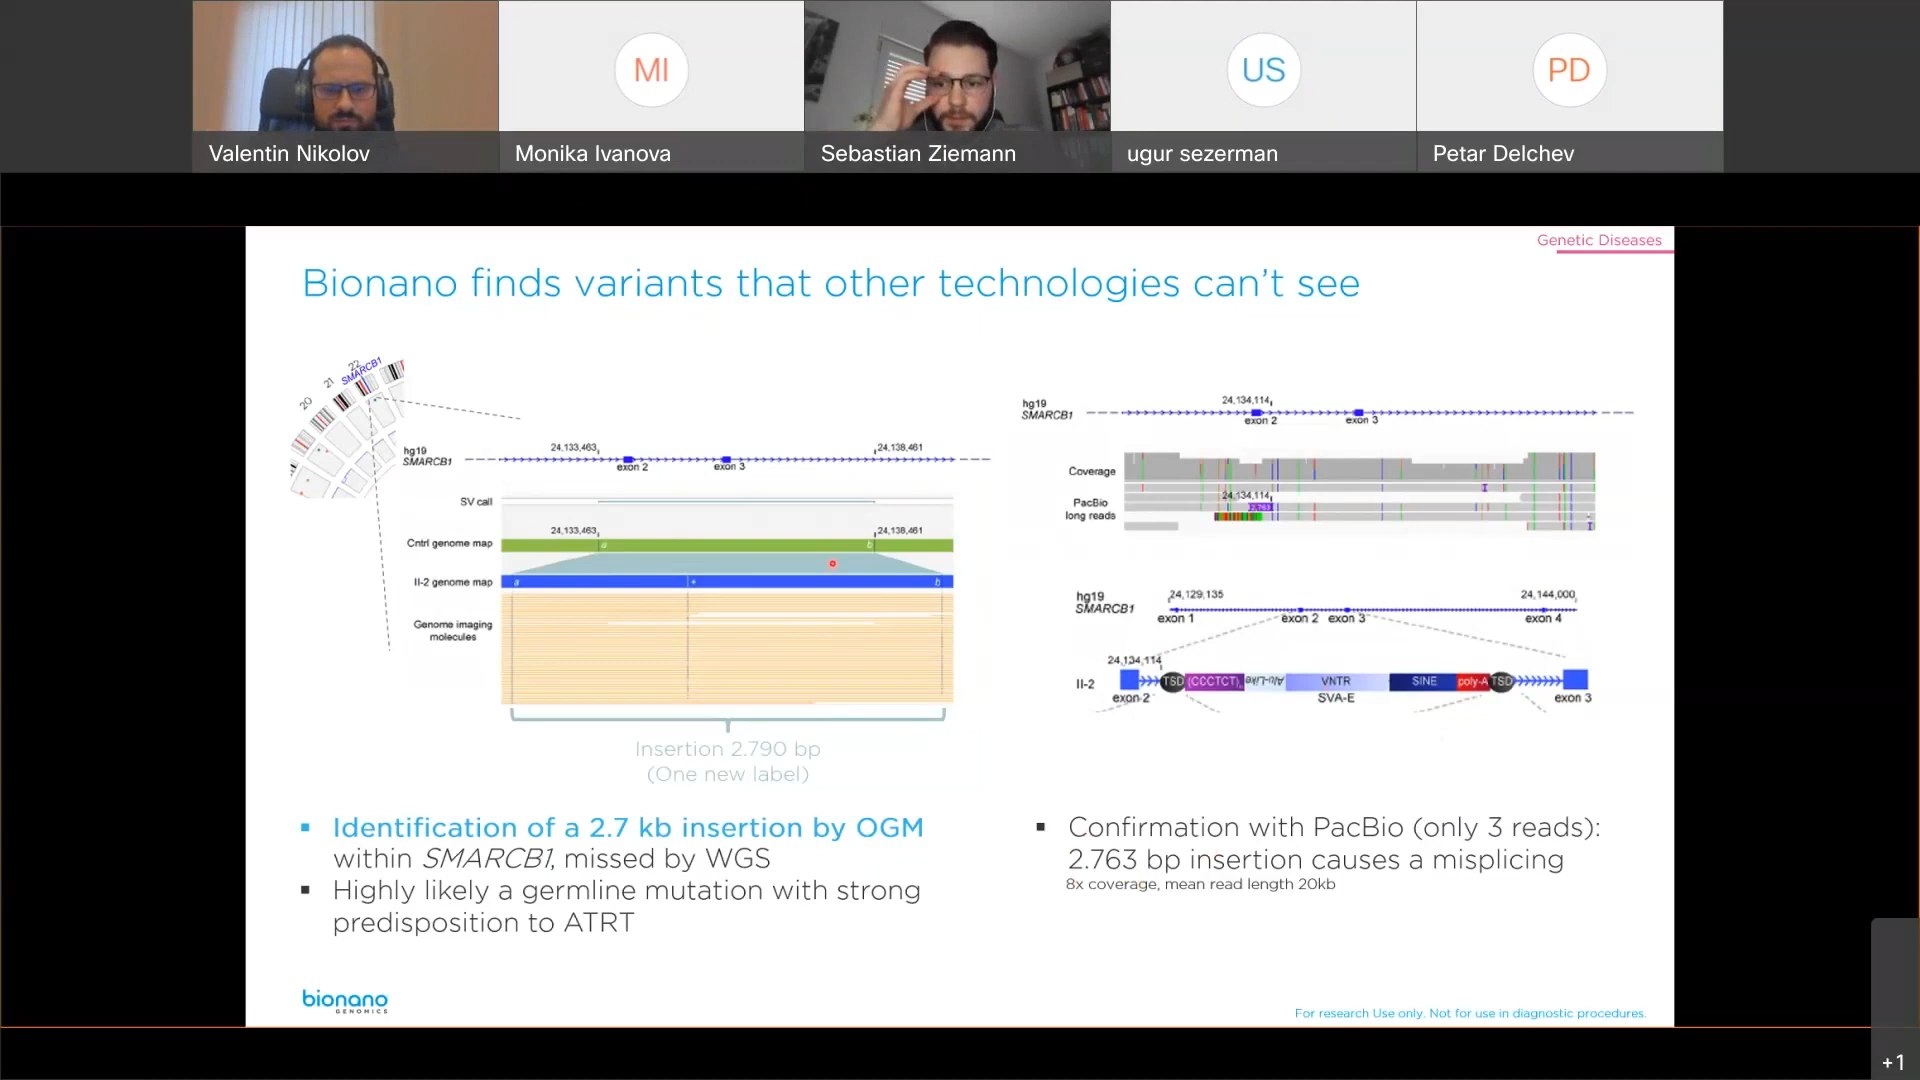 MI
US
PD
Valentin Nikolov
Monika Ivanova
Sebastian Ziemann
ugur sezerman
Petar Delchev
Genetic Diseases
Bionano finds variants that other technologies can't see
20
21
22
SMARCB1
hg19
SMARCB1
24,133,463
24,138,461
exon 2
exon 3
SV call
24,133,463
24,138,461
Cntrl genome map
a
b
II-2 genome map
a
*
b
Genome imaging
molecules
Insertion 2.790 bp
(One new label)
hg19
SMARCB1
24,134,114
exon 2
exon 3
Coverage
24,134,114
PacBio
long reads
hg19
SMARCB1
24,129,135
24,144,000
exon 1
exon 2
exon 3
exon 4
24,134,114
II-2
TSD
(CCCTCT)n
Alu-Like
VNTR
SINE
poly-A
TSD
exon 2
SVA-E
exon 3
▪ Identification of a 2.7 kb insertion by OGM
within SMARCB1, missed by WGS
▪ Highly likely a germline mutation with strong
predisposition to ATRT
▪ Confirmation with PacBio (only 3 reads):
2.763 bp insertion causes a misplicing
8x coverage, mean read length 20kb
bionano
GENOMICS
For research Use only. Not for use in diagnostic procedures.
+1